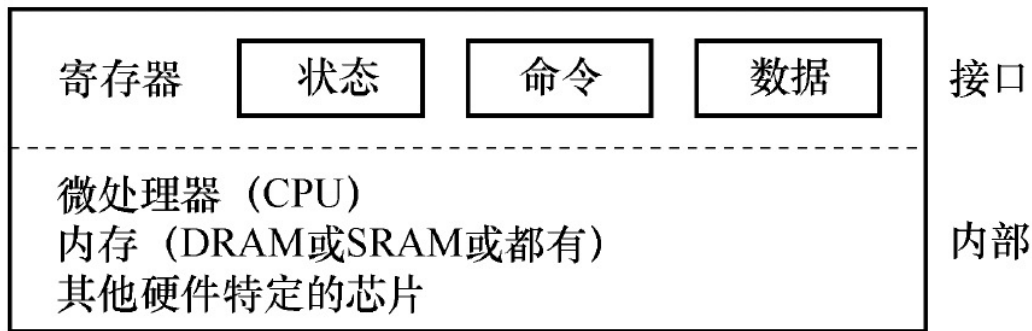 寄存器 状态 命令 数据 接口
微处理器（CPU）
内存（DRAM或SRAM或都有） 内部
其他硬件特定的芯片